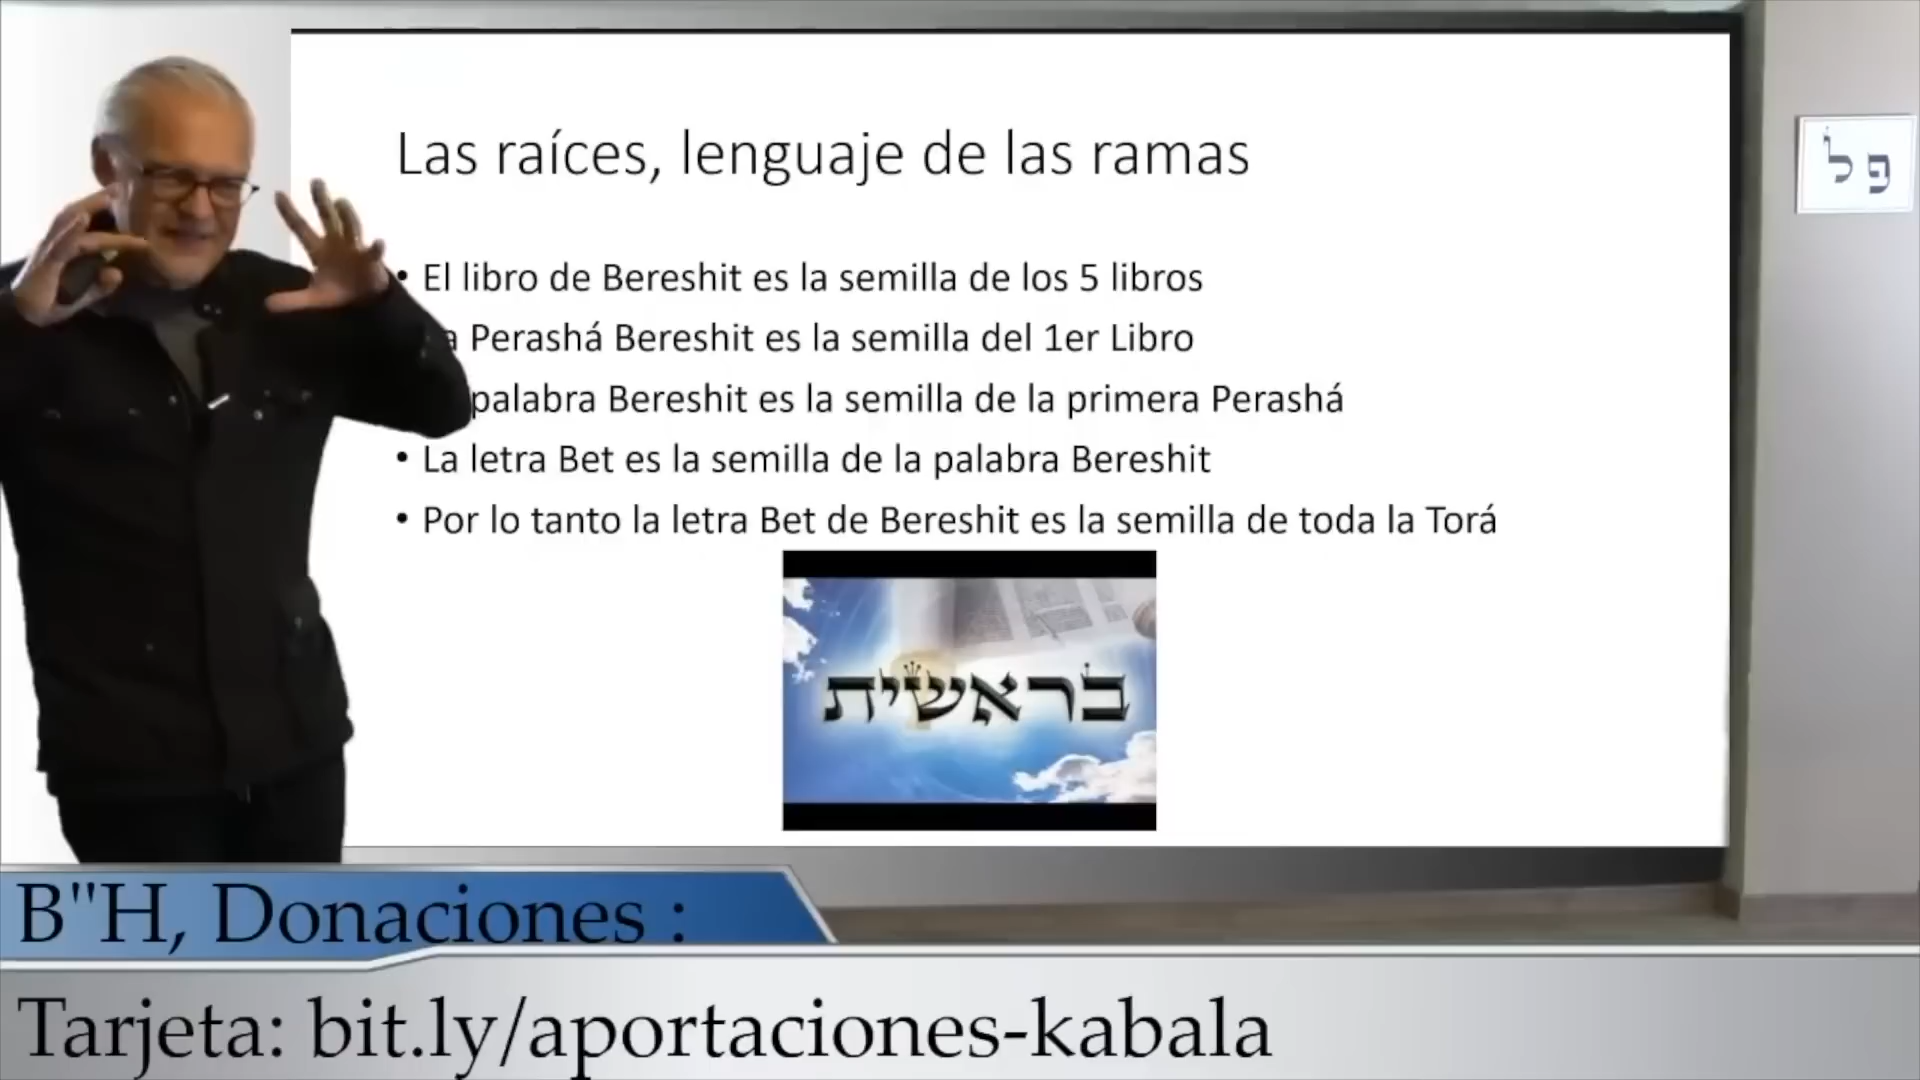 Las raíces, lenguaje de las ramas
• El libro de Bereshit es la semilla de los 5 libros
Perashá Bereshit es la semilla del 1er Libro
palabra Bereshit es la semilla de la primera Perashá
• La letra Bet es la semilla de la palabra Bereshit
• Por lo tanto la letra Bet de Bereshit es la semilla de toda la Torá
בראשית
פ ל
B"H, Donaciones :
Tarjeta: bit.ly/aportaciones-kabala